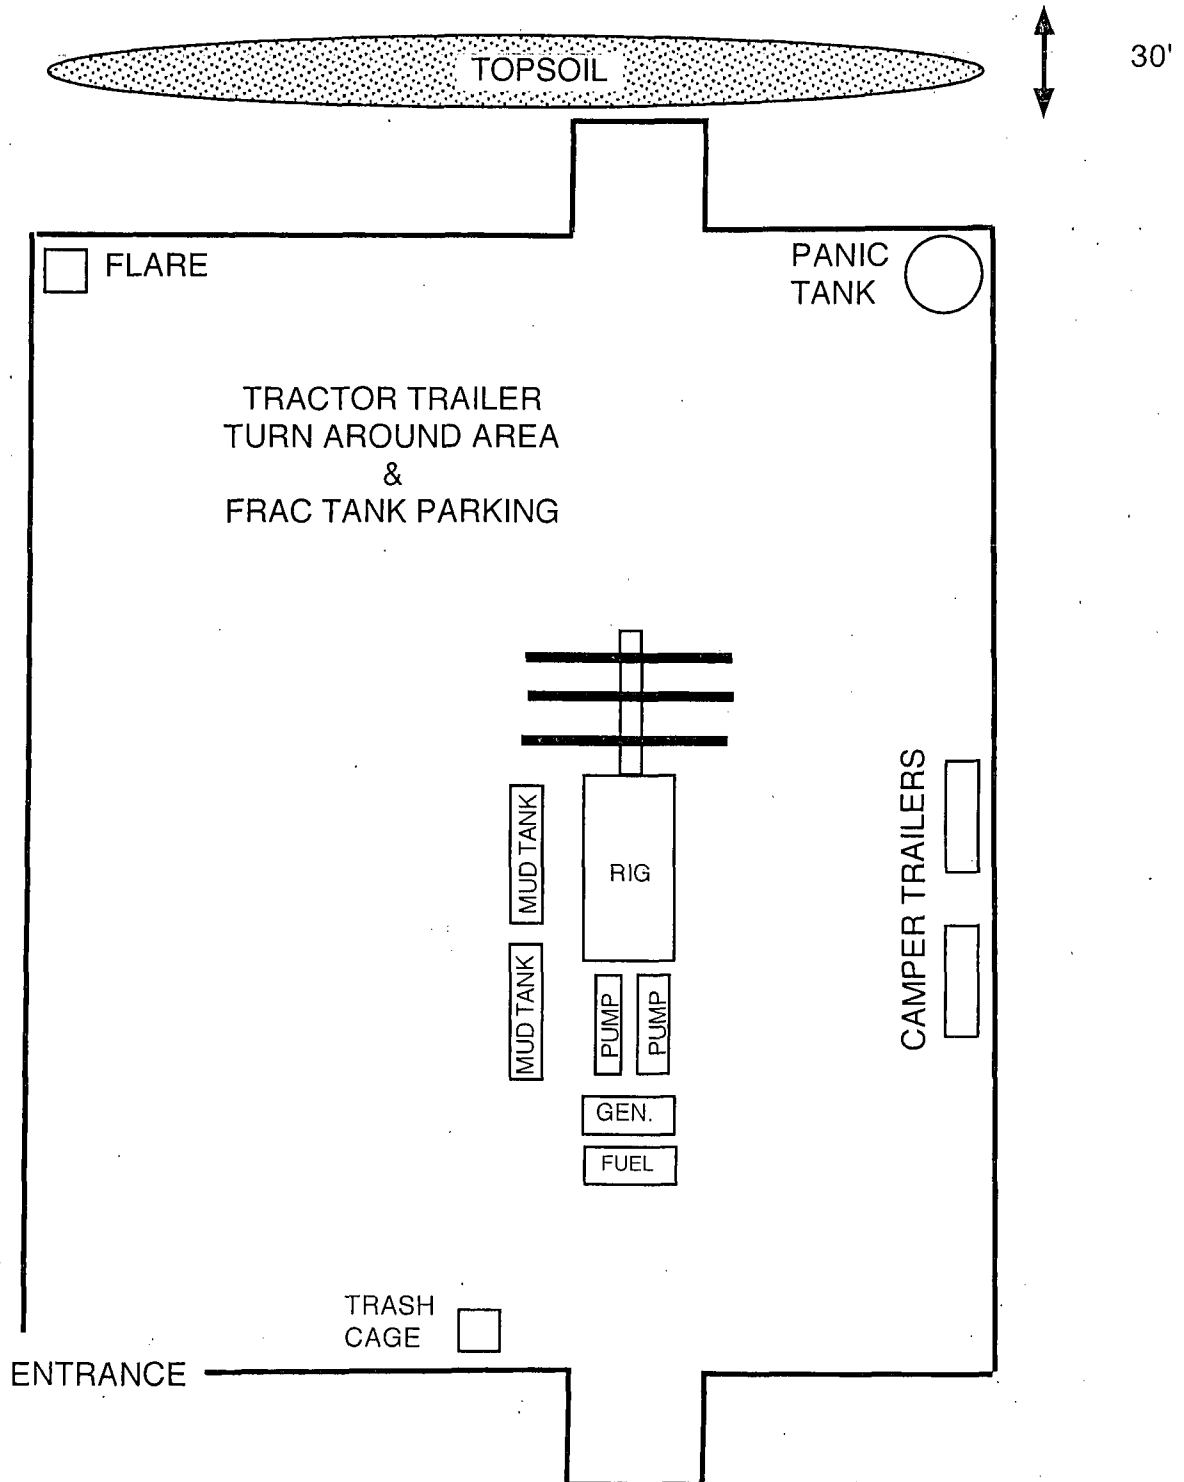 TOPSOIL
30'
FLARE
PANIC
TANK
TRACTOR TRAILER
TURN AROUND AREA
&
FRAC TANK PARKING
MUD TANK
RIG
CAMPER TRAILERS
MUD TANK
PUMP
PUMP
GEN.
FUEL
TRASH
CAGE
ENTRANCE